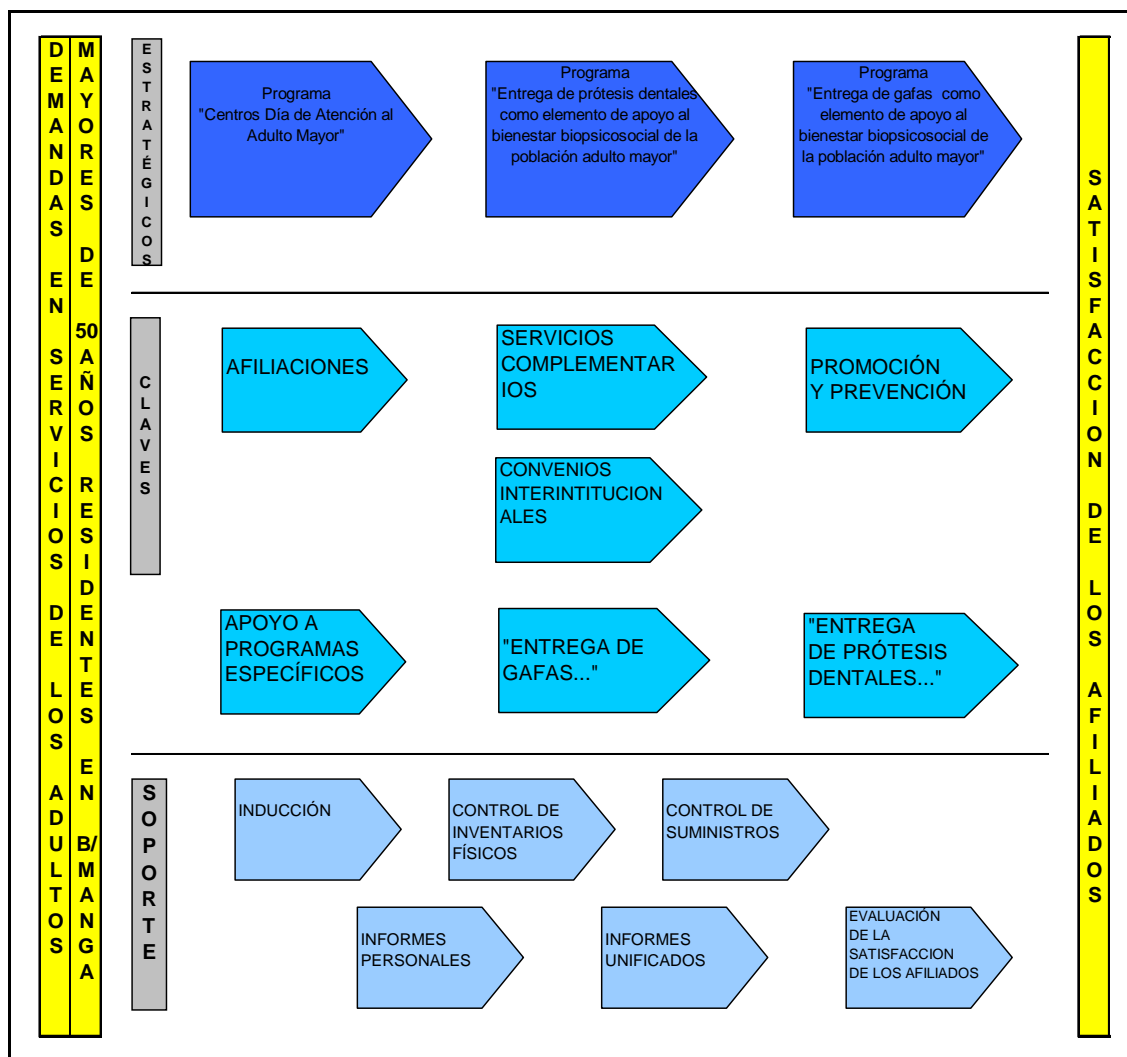 DEMANDAS EN SERVICIOS DE LOS ADULTOS
MAYORES DE 50 AÑOS RESIDENTES EN B/MANGA
ESTRATÉGICOS
Programa
"Centros Día de Atención al
Adulto Mayor"
Programa
"Entrega de prótesis dentales
como elemento de apoyo al
bienestar biopsicosocial de la
población adulto mayor"
Programa
"Entrega de gafas como
elemento de apoyo al
bienestar biopsicosocial de
la población adulto mayor"
CLAVES
AFILIACIONES
SERVICIOS
COMPLEMENTAR
IOS
PROMOCIÓN
Y PREVENCIÓN
CONVENIOS
INTERINTITUCION
ALES
APOYO A
PROGRAMAS
ESPECÍFICOS
"ENTREGA DE
GAFAS..."
"ENTREGA
DE PRÓTESIS
DENTALES..."
SOPORTE
INDUCCIÓN
CONTROL DE
INVENTARIOS
FÍSICOS
CONTROL DE
SUMINISTROS
INFORMES
PERSONALES
INFORMES
UNIFICADOS
EVALUACIÓN
DE LA
SATISFACCION
DE LOS AFILIADOS
SATISFACCION DE LOS AFILIADOS